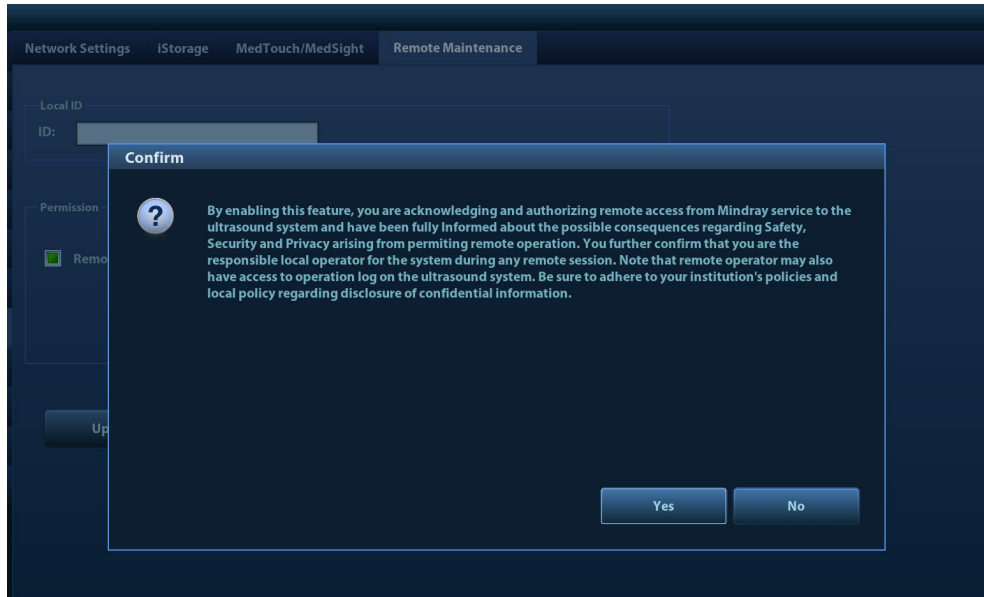 Network Settings iStorage MedTouch/MedSight Remote Maintenance
Local ID
ID:
Confirm
Permission
?
By enabling this feature, you are acknowledging and authorizing remote access from Mindray service to the
ultrasound system and have been fully Informed about the possible consequences regarding Safety,
Security and Privacy arising from permiting remote operation. You further confirm that you are the
responsible local operator for the system during any remote session. Note that remote operator may also
have access to operation log on the ultrasound system. Be sure to adhere to your institution's policies and
local policy regarding disclosure of confidential information.
Remo
Up
Yes No